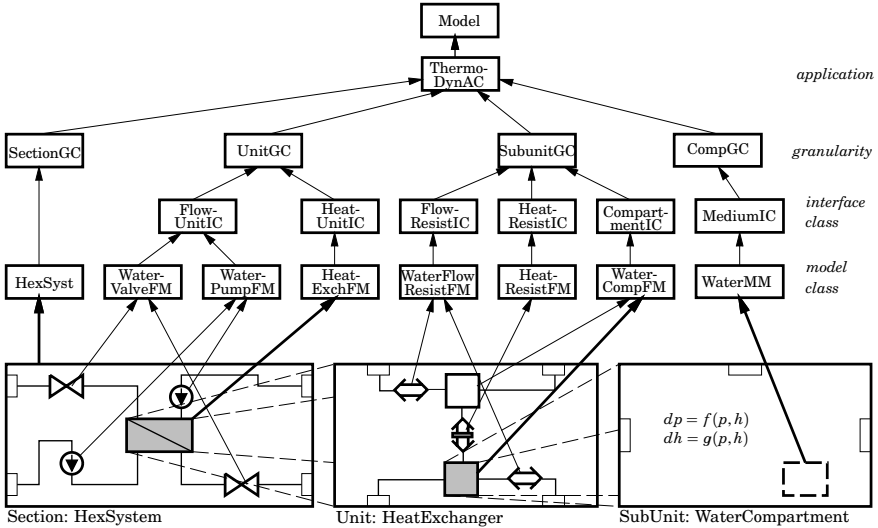 Model
Thermo-
DynAC
application
SectionGC
UnitGC
SubunitGC
CompGC
granularity
Flow-
UnitIC
Heat-
UnitIC
Flow-
ResistIC
Heat-
ResistIC
Compart-
mentIC
MediumIC
interface
class
HexSyst
Water-
ValveFM
Water-
PumpFM
Heat-
ExchFM
WaterFlow
ResistFM
Heat-
ResistFM
Water-
CompFM
WaterMM
model
class
dp = f(p,h)
dh = g(p,h)
Section: HexSystem
Unit: HeatExchanger
SubUnit: WaterCompartment